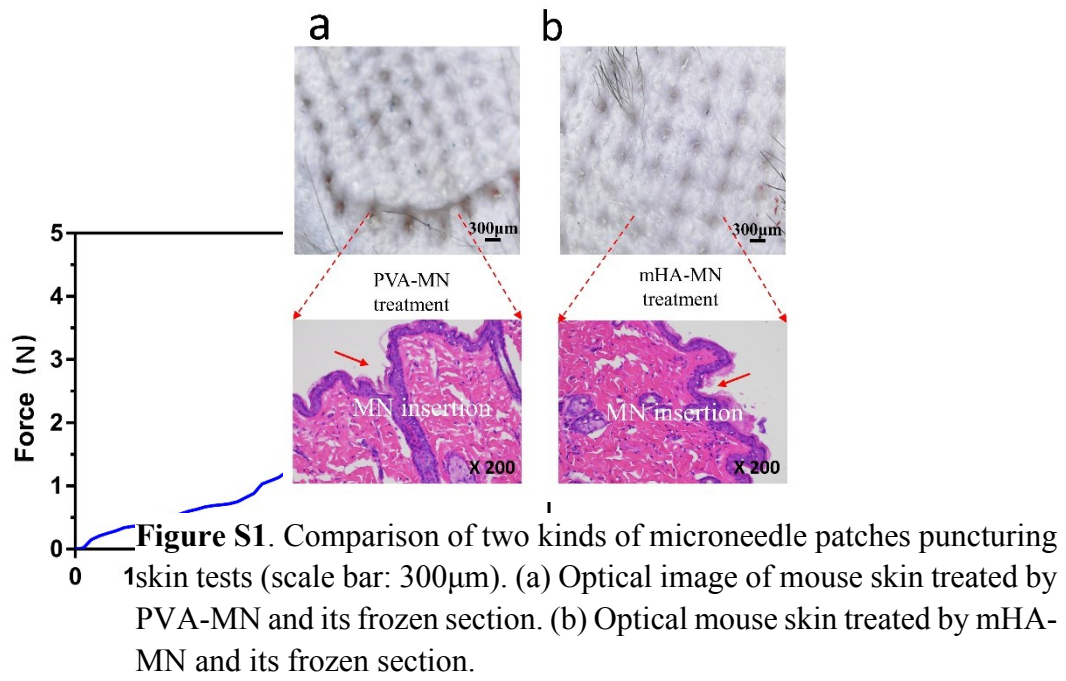 a
b
300μm
300μm
PVA-MN
treatment
mHA-MN
treatment
5
4
3
2
1
0
Force (N)
MN insertion
X 200
MN insertion
X 200
0
1
Figure S1. Comparison of two kinds of microneedle patches puncturing
skin tests (scale bar: 300μm). (a) Optical image of mouse skin treated by
PVA-MN and its frozen section. (b) Optical mouse skin treated by mHA-
MN and its frozen section.